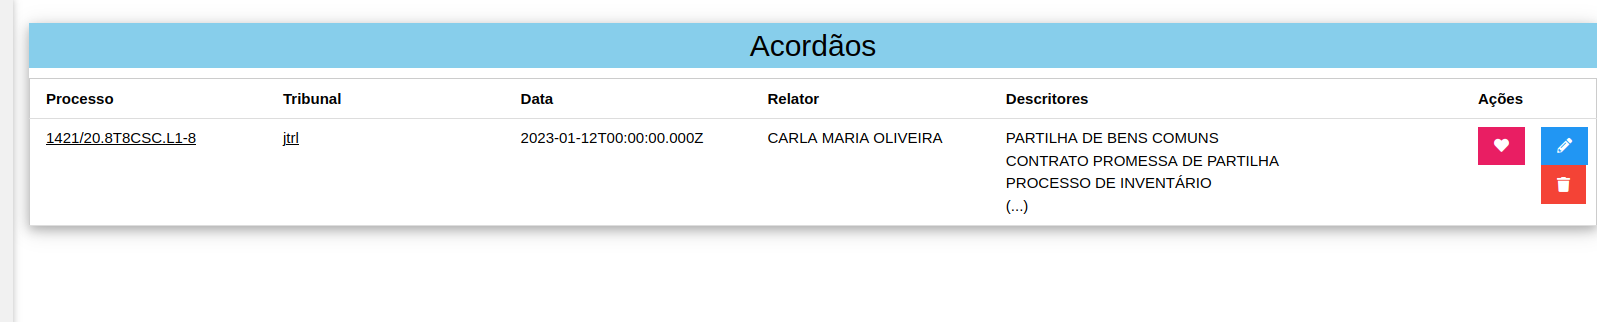 Acordãos
Processo Tribunal Data Relator Descritores Ações
1421/20.8T8CSC.L1-8 jtrl 2023-01-12T00:00:00.000Z CARLA MARIA OLIVEIRA PARTILHA DE BENS COMUNS
CONTRATO PROMESSA DE PARTILHA
PROCESSO DE INVENTÁRIO
(...)